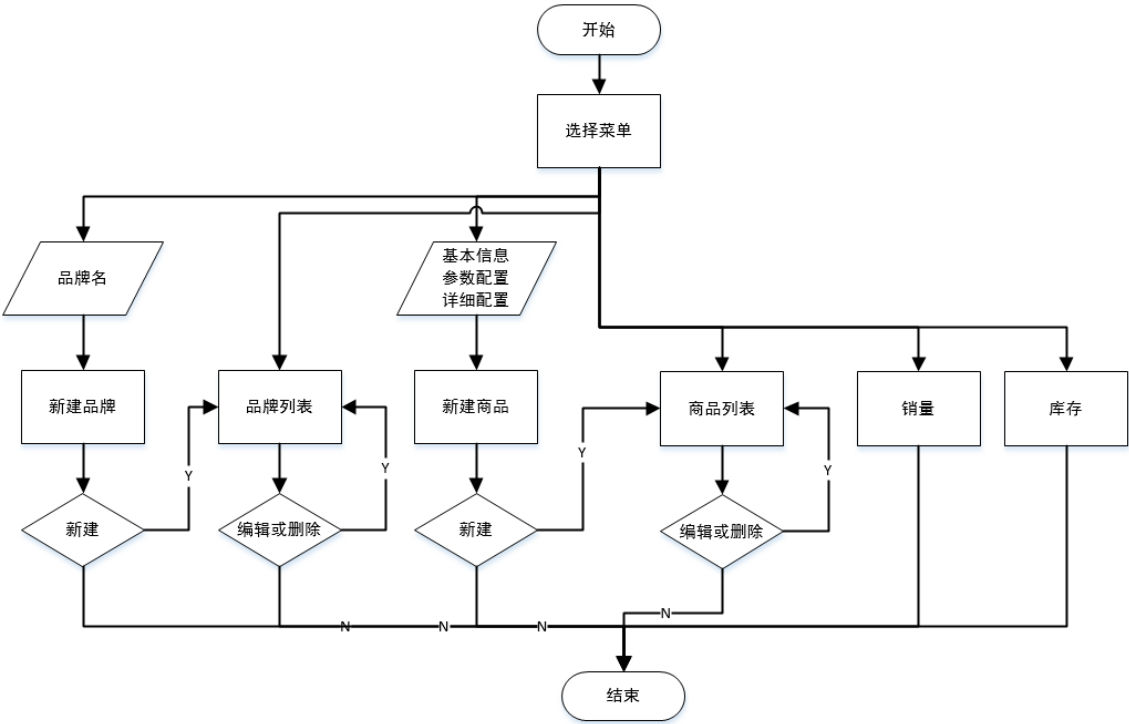 开始
选择菜单
品牌名
基本信息
参数配置
详细配置
新建品牌
品牌列表
新建商品
商品列表
销量
库存
Y
Y
Y
Y
新建
编辑或删除
新建
编辑或删除
N
N
N
N
结束